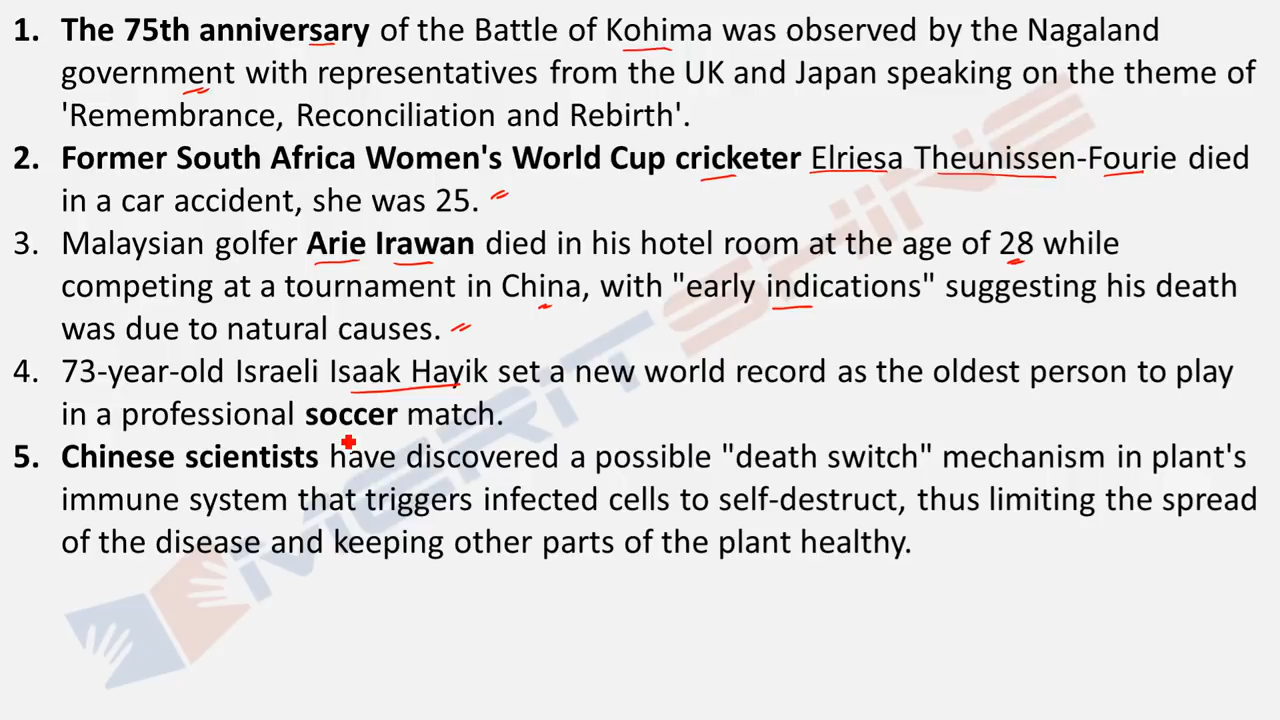 1. The 75th anniversary of the Battle of Kohima was observed by the Nagaland
government with representatives from the UK and Japan speaking on the theme of
'Remembrance, Reconciliation and Rebirth'.
2. Former South Africa Women's World Cup cricketer Elriesa Theunissen-Fourie died
in a car accident, she was 25.
3. Malaysian golfer Arie Irawan died in his hotel room at the age of 28 while
competing at a tournament in China, with "early indications" suggesting his death
was due to natural causes.
4. 73-year-old Israeli Isaak Hayik set a new world record as the oldest person to play
in a professional soccer match.
5. Chinese scientists have discovered a possible "death switch" mechanism in plant's
immune system that triggers infected cells to self-destruct, thus limiting the spread
of the disease and keeping other parts of the plant healthy.
MERIT SHINE